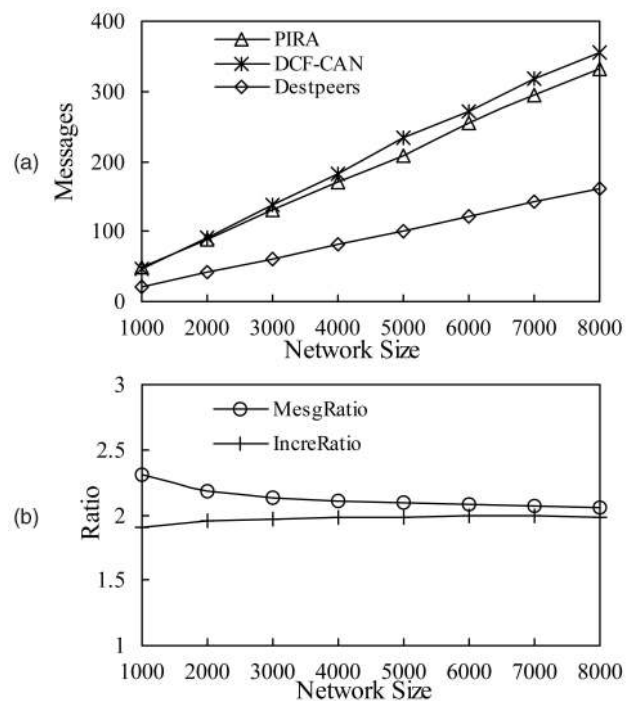 (a)
Messages
400
300
200
100
0
PIRA
DCF-CAN
Destpeers
1000 2000 3000 4000 5000 6000 7000 8000
Network Size
(b)
Ratio
3
2.5
2
1.5
1
MesgRatio
IncreRatio
1000 2000 3000 4000 5000 6000 7000 8000
Network Size